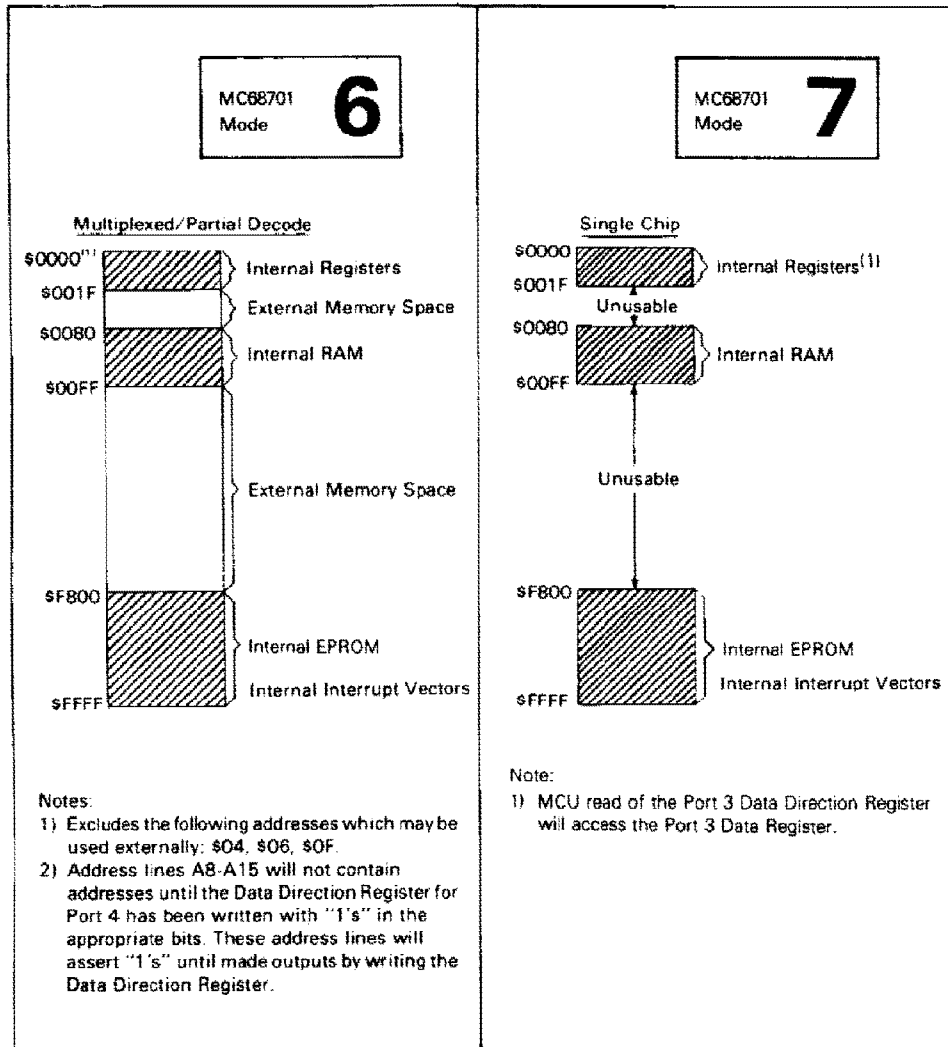 MC68701
Mode
6
Multiplexed/Partial Decode
$0000(1)
Internal Registers
$001F
External Memory Space
$0080
Internal RAM
$00FF
External Memory Space
$F800
Internal EPROM
Internal Interrupt Vectors
$FFFF
Notes:
1) Excludes the following addresses which may be
used externally: $04, $06, $0F.
2) Address lines A8-A15 will not contain
addresses until the Data Direction Register for
Port 4 has been written with "1's" in the
appropriate bits. These address lines will
assert "1's" until made outputs by writing the
Data Direction Register.
MC68701
Mode
7
Single Chip
$0000
Internal Registers(1)
$001F
Unusable
$0080
Internal RAM
$00FF
Unusable
$F800
Internal EPROM
Internal Interrupt Vectors
$FFFF
Note:
1) MCU read of the Port 3 Data Direction Register
will access the Port 3 Data Register.